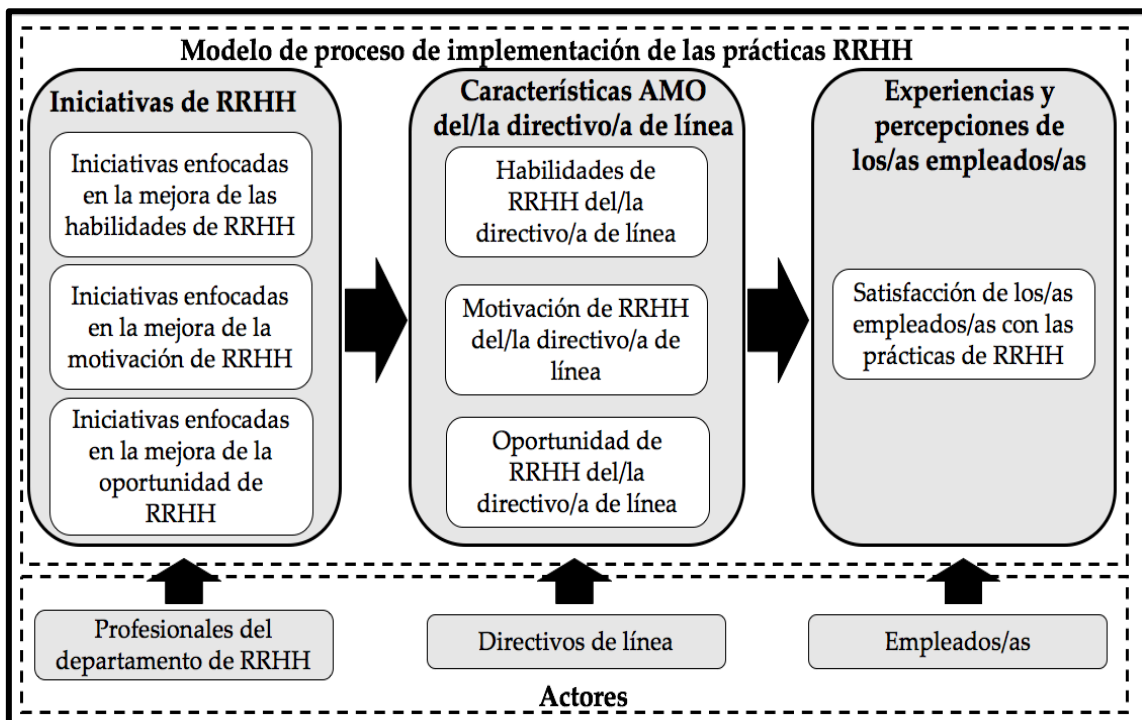 Modelo de proceso de implementación de las prácticas RRHH
Iniciativas de RRHH
Iniciativas enfocadas
en la mejora de las
habilidades de RRHH
Iniciativas enfocadas
en la mejora de la
motivación de RRHH
Iniciativas enfocadas
en la mejora de la
oportunidad de
RRHH
Características AMO
del/la directivo/a de línea
Habilidades de
RRHH del/la
directivo/a de línea
Motivación de RRHH
del/la directivo/a de
línea
Oportunidad de
RRHH del/la
directivo/a de línea
Experiencias y
percepciones de
los/as empleados/as
Satisfacción de los/as
empleados/as con las
prácticas de RRHH
Profesionales del
departamento de RRHH
Directivos de línea
Empleados/as
Actores